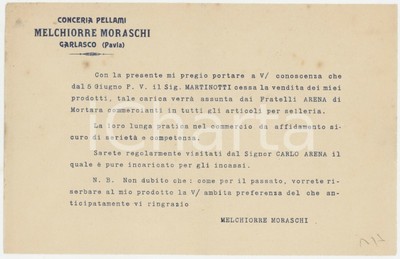 CONCERIA PELLAMI
MELCHIORRE MORASCHI
GARLASCO (Pavia)
Con la presente mi pregio portare a V/ conoscenza che
dal 5 Giugno P. V. il Sig. MARTINOTTI cessa la vendita dei miei
prodotti, tale carica verrà assunta dai Fratelli ARENA di
Mortara commercianti in tutti gli articoli per selleria.
La loro lunga pratica nel commercio da affidamento si-
curo di serietà e competenza.
Sarete regolarmente visitati dal Signor CARLO ARENA il
quale è pure incaricato per gli incassi.
N. B. Non dubito che: come per il passato, vorrete ri-
serbare al mio prodotto la V/ ambita preferenza del che an-
ticipatamente vi ringrazio
MELCHIORRE MORASCHI